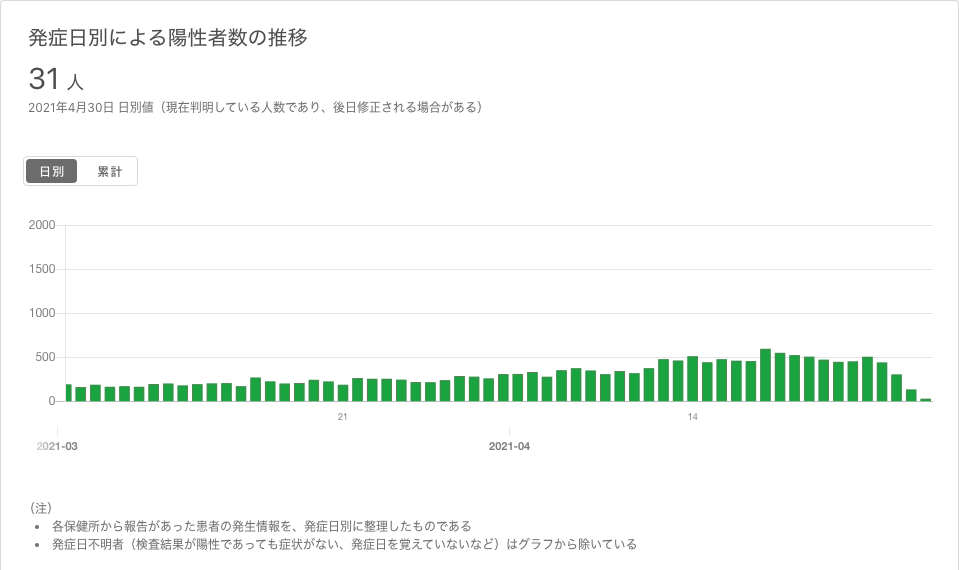 発症日別による陽性者数の推移
31 人
2021年4月30日 日別値（現在判明している人数であり、後日修正される場合がある）
日別 累計
2000
1500
1000
500
0
21 14
2021-03 2021-04
（注）
• 各保健所から報告があった患者の発生情報を、発症日別に整理したものである
• 発症日不明者（検査結果が陽性であっても症状がない、発症日を覚えていないなど）はグラフから除いている